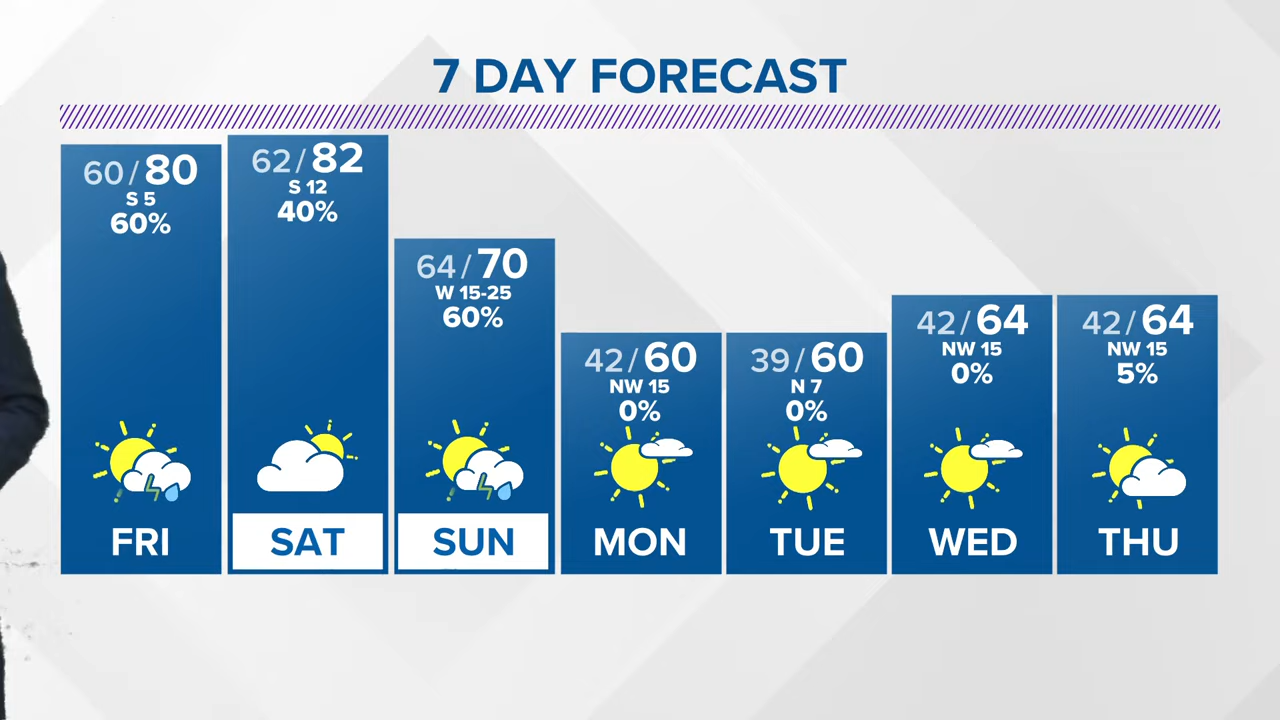 7 DAY FORECAST
60/80
S 5
60%
FRI
62/82
S 12
40%
SAT
64/70
W 15-25
60%
SUN
42/60
NW 15
0%
MON
39/60
N 7
0%
TUE
42/64
NW 15
0%
WED
42/64
NW 15
5%
THU